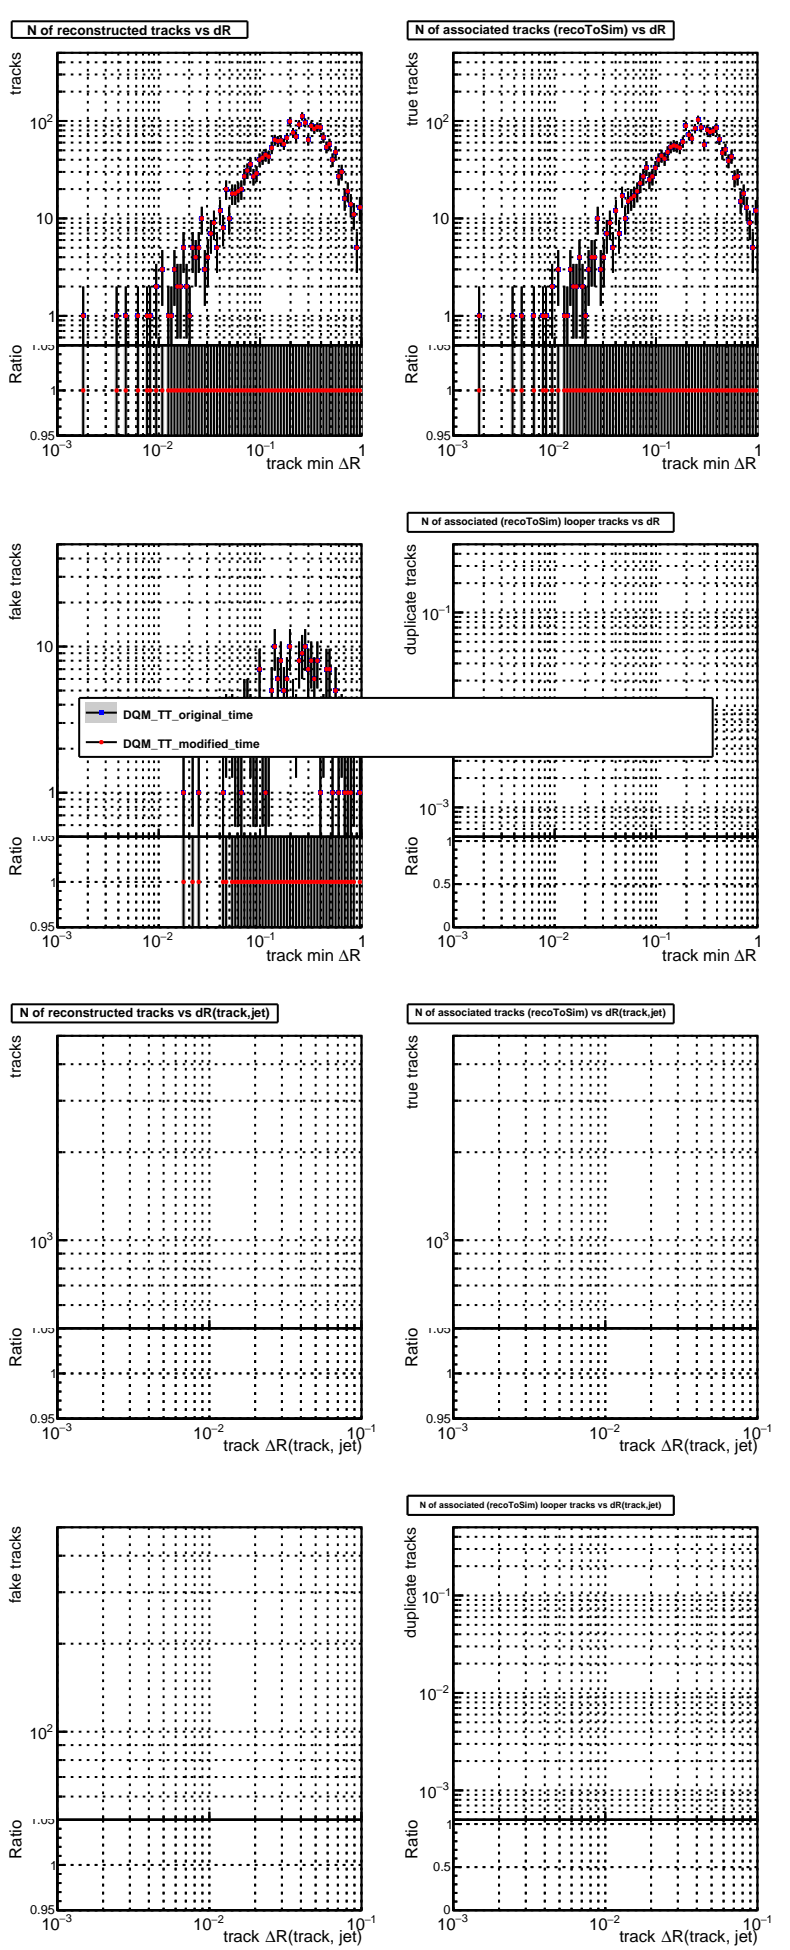 N of reconstructed tracks vs dR
tracks
10²
10
1
1.05
Ratio
1
0.95
10⁻³
10⁻²
10⁻¹
1
track min ΔR
N of associated tracks (recoToSim) vs dR
true tracks
10²
10
1
1.05
Ratio
1
0.95
10⁻³
10⁻²
10⁻¹
1
track min ΔR
fake tracks
10
1
1.05
Ratio
1
0.95
10⁻³
10⁻²
10⁻¹
1
track min ΔR
N of associated (recoToSim) looper tracks vs dR
duplicate tracks
10⁻¹
10⁻³
Ratio
1
0.5
0
10⁻³
10⁻²
10⁻¹
1
track min ΔR
DQM_TT_original_time
DQM_TT_modified_time
N of reconstructed tracks vs dR(track,jet)
tracks
10³
1.05
Ratio
1
0.95
10⁻³
10⁻²
10⁻¹
track ΔR(track, jet)
N of associated tracks (recoToSim) vs dR(track,jet)
true tracks
10³
1.05
Ratio
1
0.95
10⁻³
10⁻²
10⁻¹
track ΔR(track, jet)
fake tracks
10²
1.05
Ratio
1
0.95
10⁻³
10⁻²
10⁻¹
track ΔR(track, jet)
N of associated (recoToSim) looper tracks vs dR(track,jet)
duplicate tracks
10⁻¹
10⁻²
10⁻³
Ratio
1
0.5
0
10⁻³
10⁻²
10⁻¹
track ΔR(track, jet)